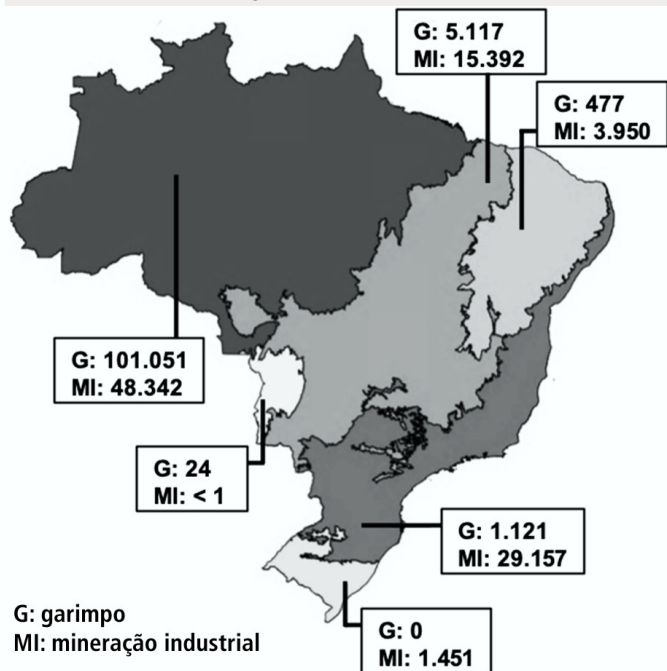 G: 5.117
MI: 15.392
G: 477
MI: 3.950
G: 101.051
MI: 48.342
G: 24
MI: < 1
G: 1.121
MI: 29.157
G: garimpo
MI: mineração industrial
G: 0
MI: 1.451